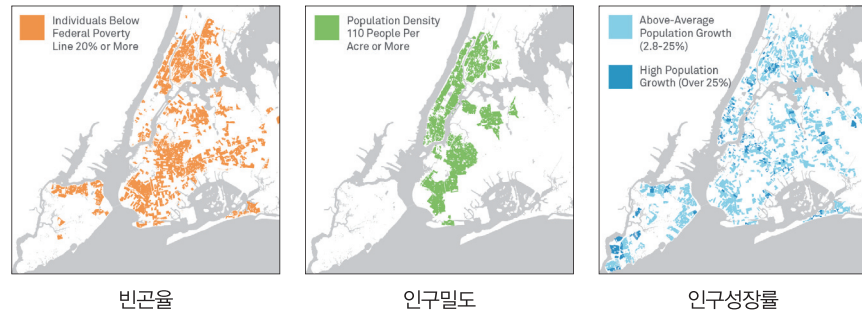 Individuals Below
Federal Poverty
Line 20% or More
Population Density
110 People Per
Acre or More
Above-Average
Population Growth
(2.8-25%)
High Population
Growth (Over 25%)
빈곤율
인구밀도
인구성장률